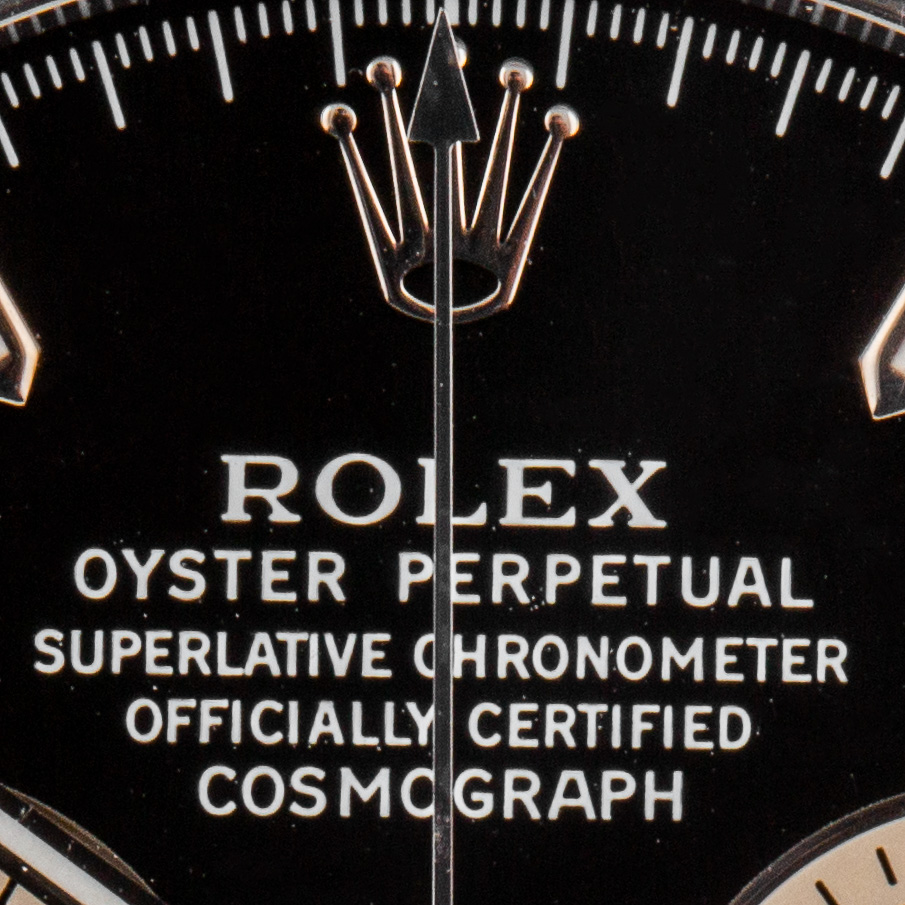 ROLEX
OYSTER PERPETUAL
SUPERLATIVE CHRONOMETER
OFFICIALLY CERTIFIED
COSMOGRAPH